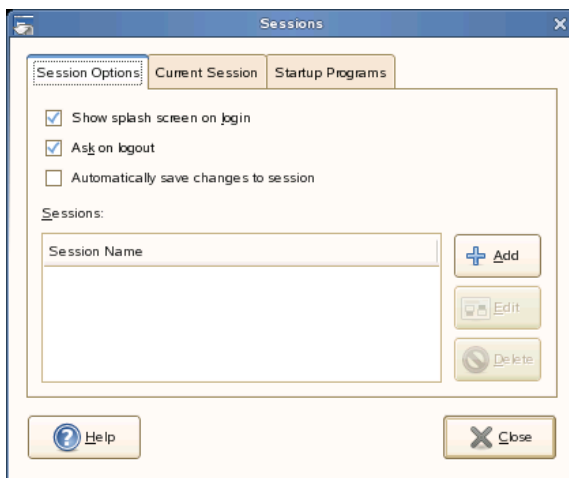 Sessions
Session Options
Current Session
Startup Programs
Show splash screen on login
Ask on logout
Automatically save changes to session
Sessions:
Session Name
Add
Edit
Delete
Help
Close